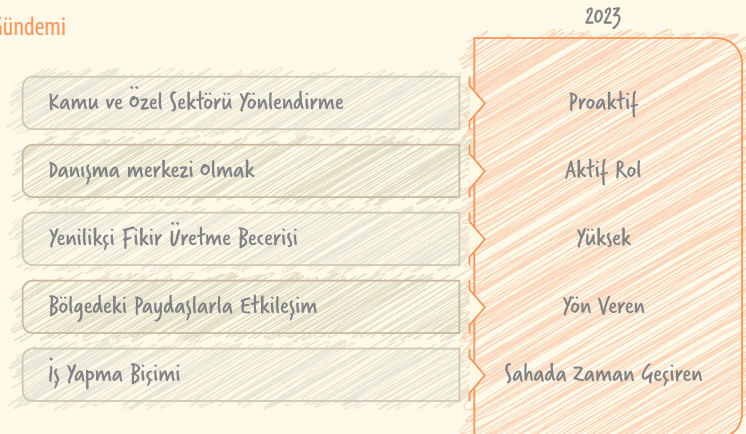 Gündemi
2023
Kamu ve Özel Sektörü Yönlendirme
Proaktif
Danışma merkezi Olmak
Aktif Rol
Yenilikçi Fikir Üretme Becerisi
Yüksek
Bölgedeki Paydaşlarla Etkileşim
Yön Veren
İş Yapma Biçimi
Sahada Zaman Geçiren